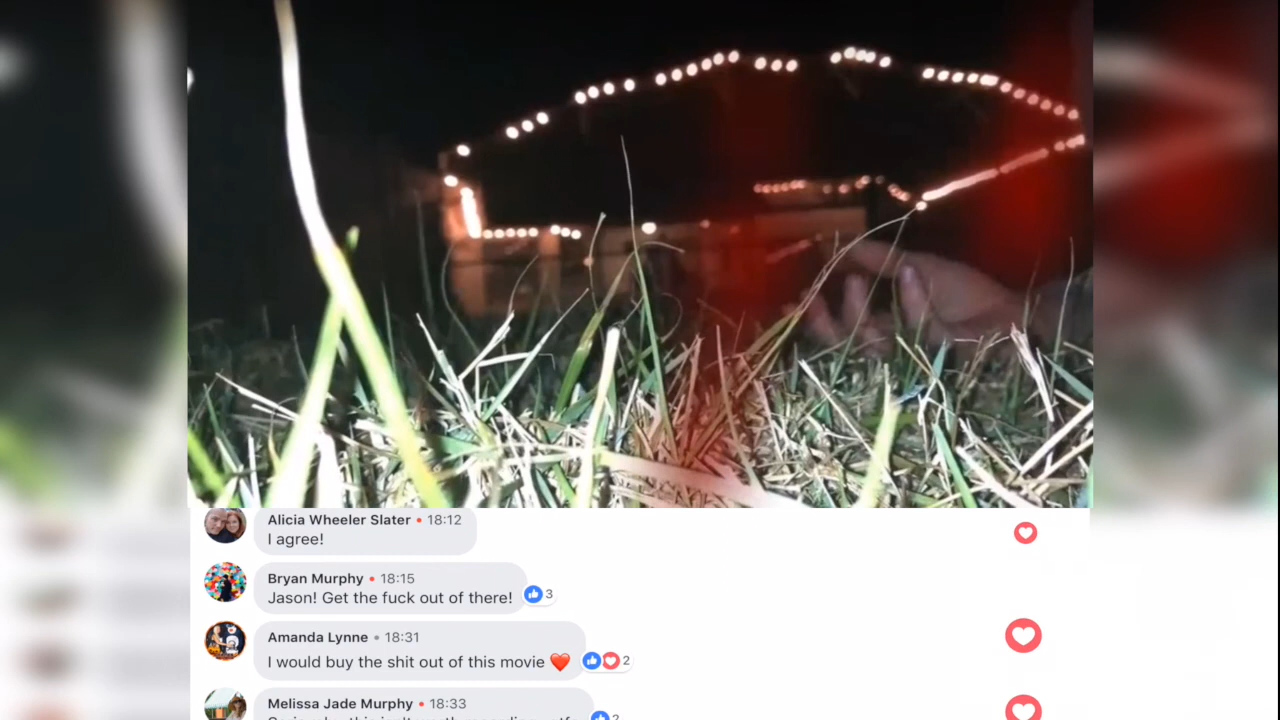 Alicia Wheeler Slater • 18:12
I agree!
Bryan Murphy • 18:15
Jason! Get the fuck out of there!
3
Amanda Lynne • 18:31
I would buy the shit out of this movie ❤️
2
Melissa Jade Murphy • 18:33
2